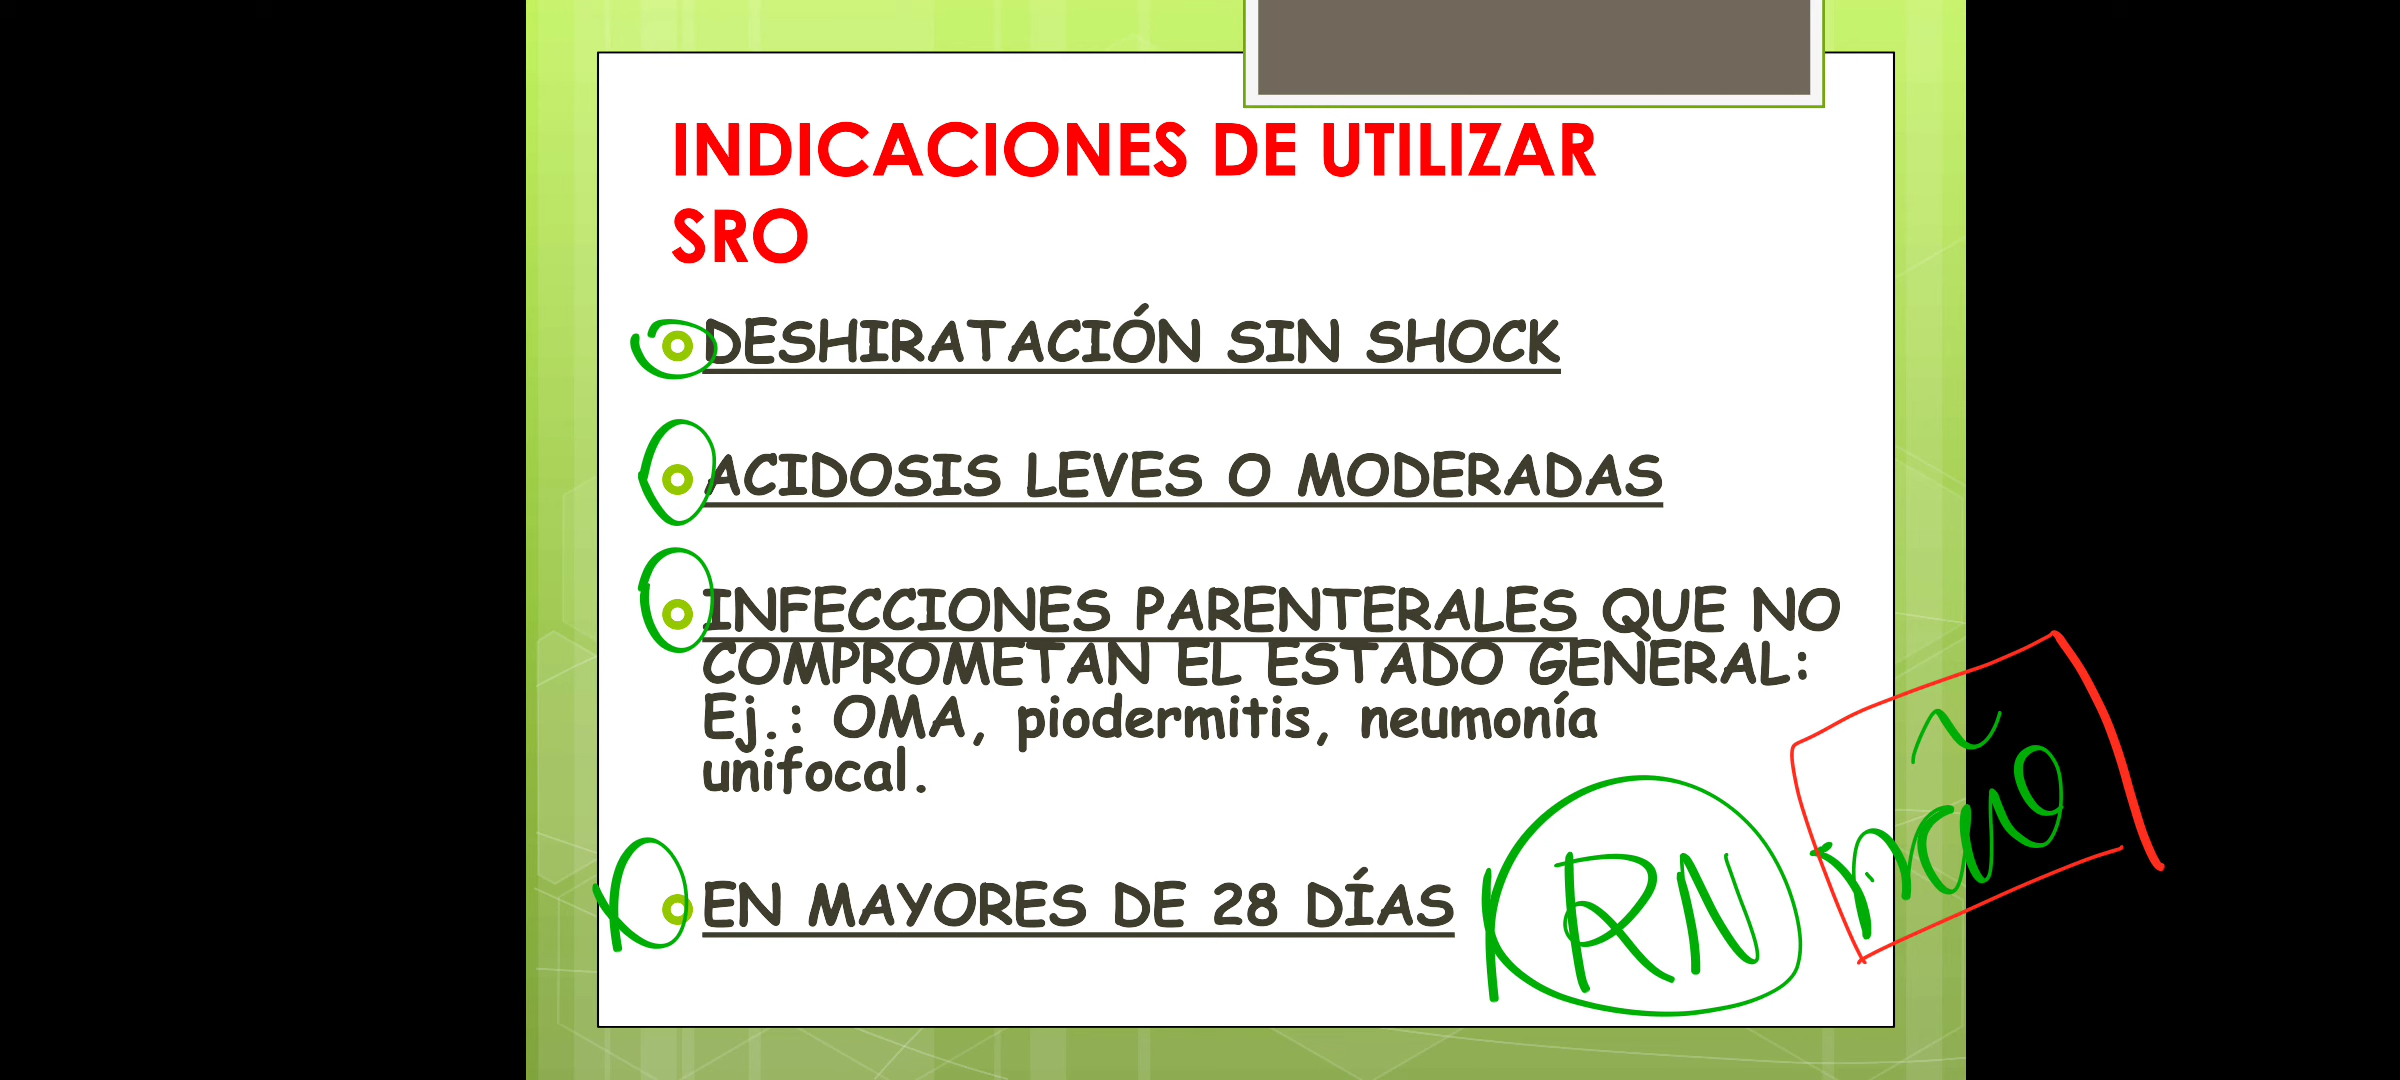 INDICACIONES DE UTILIZAR
SRO
DESHIRATACIÓN SIN SHOCK
ACIDOSIS LEVES O MODERADAS
INFECCIONES PARENTERALES QUE NO
COMPROMETAN EL ESTADO GENERAL:
Ej.: OMA, piodermitis, neumonía
unifocal.
EN MAYORES DE 28 DÍAS
RN
não